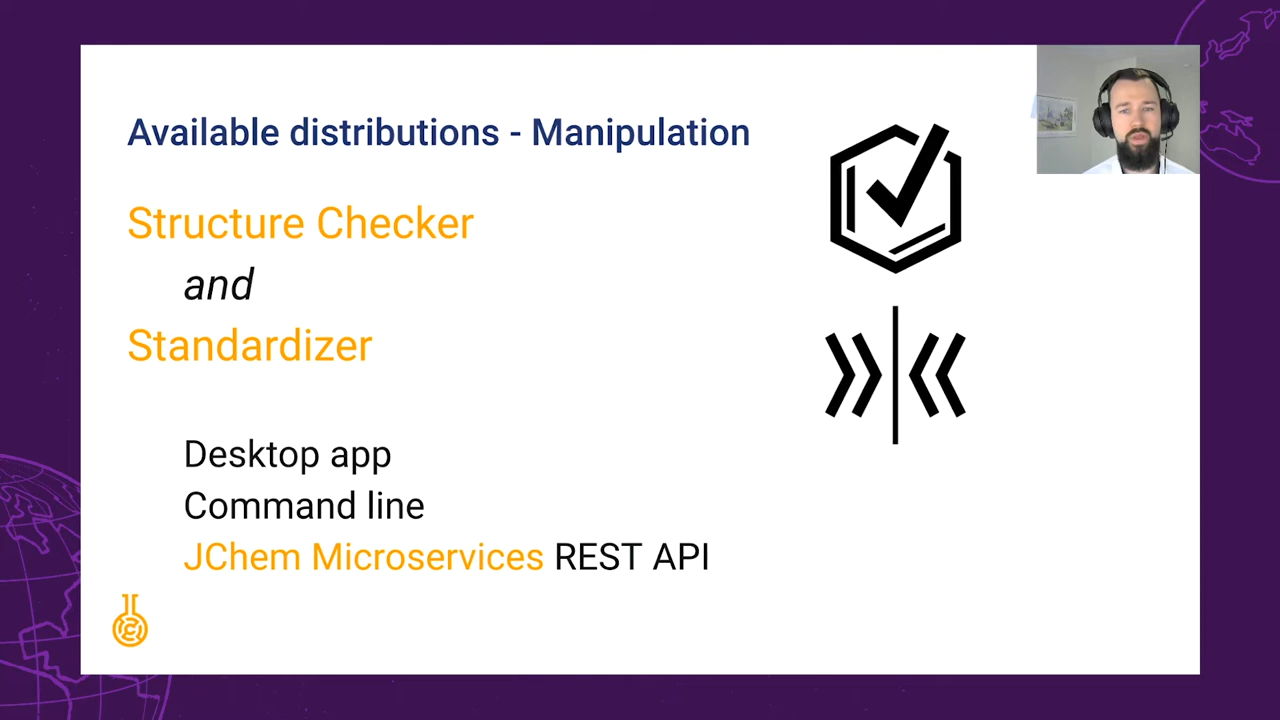 Available distributions - Manipulation
Structure Checker
and
Standardizer
Desktop app
Command line
JChem Microservices REST API